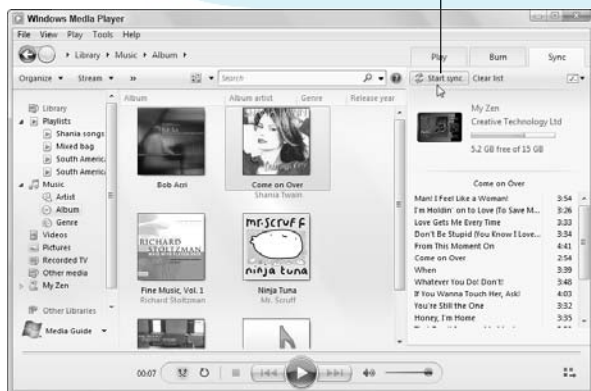 Windows Media Player
File View Play Tools Help
Library Music Album
Play Burn Sync
Organize Stream »
Search
Start sync Clear list
Album Album artist Genre Release year
Library
Playlists
Shania songs
Mixed bag
South Americ
South Americ
Music
Artist
Album
Genre
Videos
Pictures
Recorded TV
Other media
My Zen
Other Libraries
Media Guide
Bob Acri
Come on Over
Shania Twain
RICHARD
STOLTZMAN
Fine Music, Vol. 1
Richard Stoltzman
mr.scruff
ninja tuna
Ninja Tuna
Mr. Scruff
My Zen
Creative Technology Ltd
5.2 GB free of 15 GB
Come on Over
Man! I Feel Like a Woman! 3:54
I'm Holdin' on to Love (To Save M... 3:26
Love Gets Me Every Time 3:33
Don't Be Stupid (You Know I Love... 3:34
From This Moment On 4:41
Come on Over 2:54
When 3:39
Whatever You Do! Don't! 3:48
If You Wanna Touch Her, Ask! 4:03
You're Still the One 3:32
Honey, I'm Home 3:35
00:07